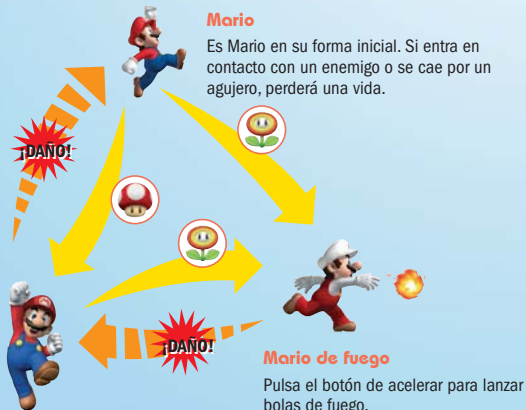 Mario
Es Mario en su forma inicial. Si entra en
contacto con un enemigo o se cae por un
agujero, perderá una vida.
¡DAÑO!
¡DAÑO!
Mario de fuego
Pulsa el botón de acelerar para lanzar
bolas de fuego.